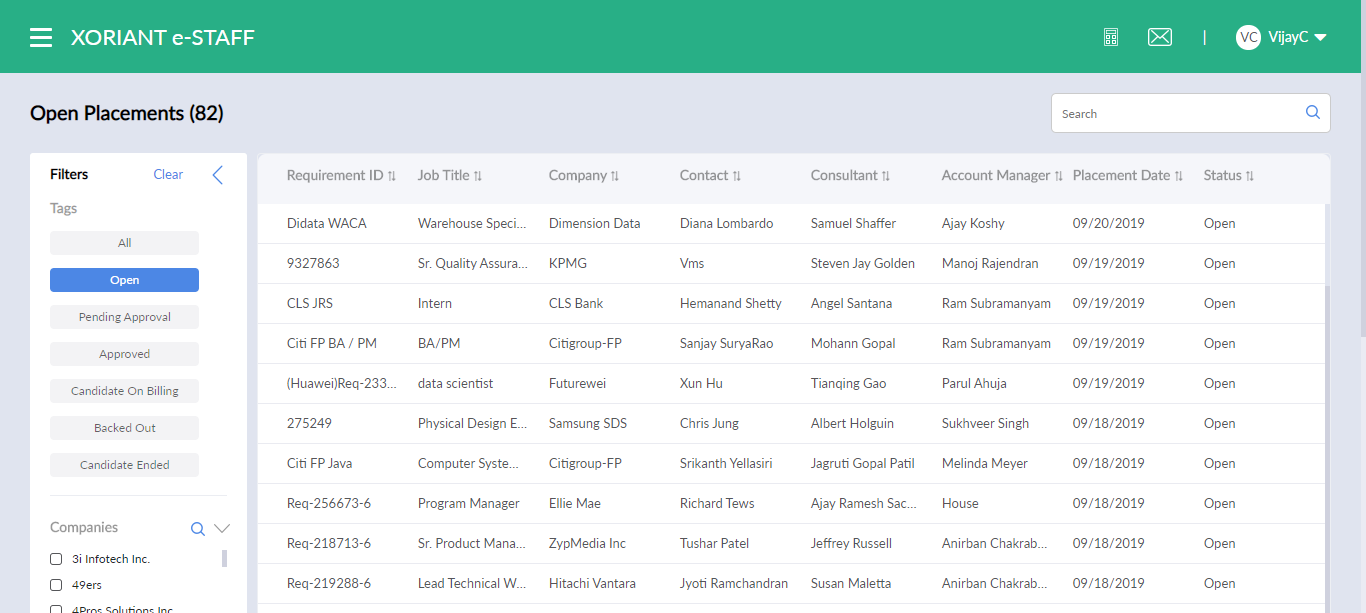 XORIANT e-STAFF
| VC VijayC
Open Placements (82)
Search
Filters Clear
Tags
All
Open
Pending Approval
Approved
Candidate On Billing
Backed Out
Candidate Ended
Companies
3i Infotech Inc.
49ers
4Pros Solutions Inc
Requirement ID Job Title Company Contact Consultant Account Manager Placement Date Status
Didata WACA Warehouse Speci... Dimension Data Diana Lombardo Samuel Shaffer Ajay Koshy 09/20/2019 Open
9327863 Sr. Quality Assura... KPMG Vms Steven Jay Golden Manoj Rajendran 09/19/2019 Open
CLS JRS Intern CLS Bank Hemanand Shetty Angel Santana Ram Subramanyam 09/19/2019 Open
Citi FP BA / PM BA/PM Citigroup-FP Sanjay SuryaRao Mohann Gopal Ram Subramanyam 09/19/2019 Open
(Huawei)Req-233... data scientist Futurewei Xun Hu Tianqing Gao Parul Ahuja 09/19/2019 Open
275249 Physical Design E... Samsung SDS Chris Jung Albert Holguin Sukhveer Singh 09/18/2019 Open
Citi FP Java Computer Syste... Citigroup-FP Srikanth Yellasiri Jagruti Gopal Patil Melinda Meyer 09/18/2019 Open
Req-256673-6 Program Manager Ellie Mae Richard Tews Ajay Ramesh Sac... House 09/18/2019 Open
Req-218713-6 Sr. Product Mana... ZypMedia Inc Tushar Patel Jeffrey Russell Anirban Chakrab... 09/18/2019 Open
Req-219288-6 Lead Technical W... Hitachi Vantara Jyoti Ramchandran Susan Maletta Anirban Chakrab... 09/18/2019 Open